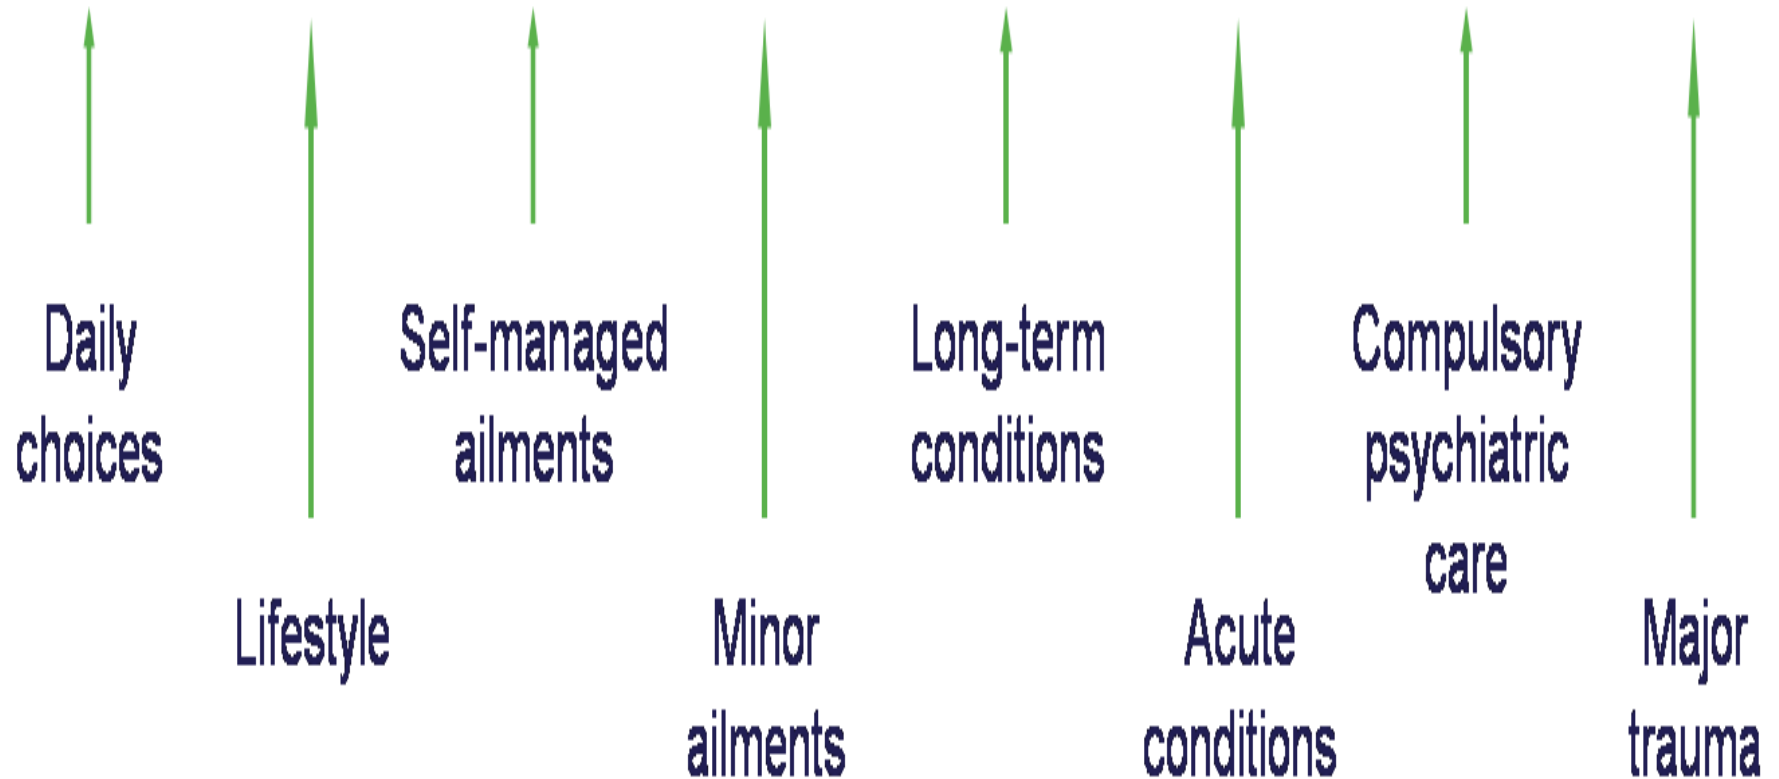 Daily
choices
Lifestyle
Self-managed
ailments
Minor
ailments
Long-term
conditions
Acute
conditions
Compulsory
psychiatric
care
Major
trauma